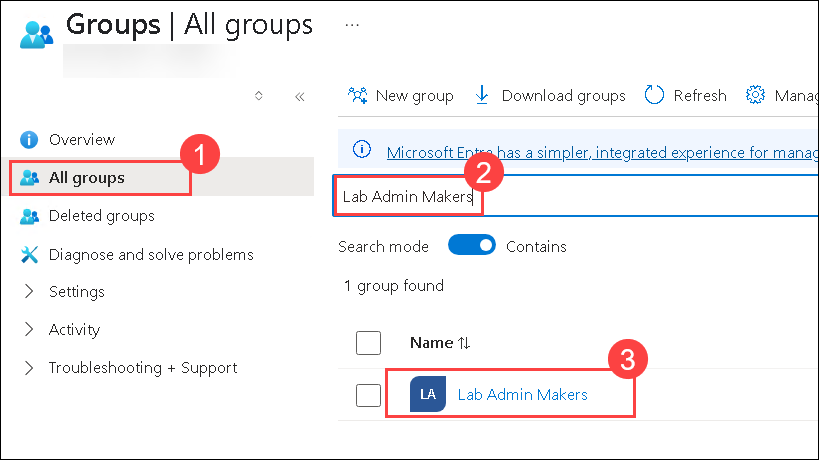 Groups | All groups ...
«
New group Download groups Refresh Manag
Overview
1
All groups
Deleted groups
Diagnose and solve problems
Settings
Activity
Troubleshooting + Support
Microsoft Entra has a simpler, integrated experience for manag
2
Lab Admin Makers
Search mode Contains
1 group found
Name
3
LA Lab Admin Makers